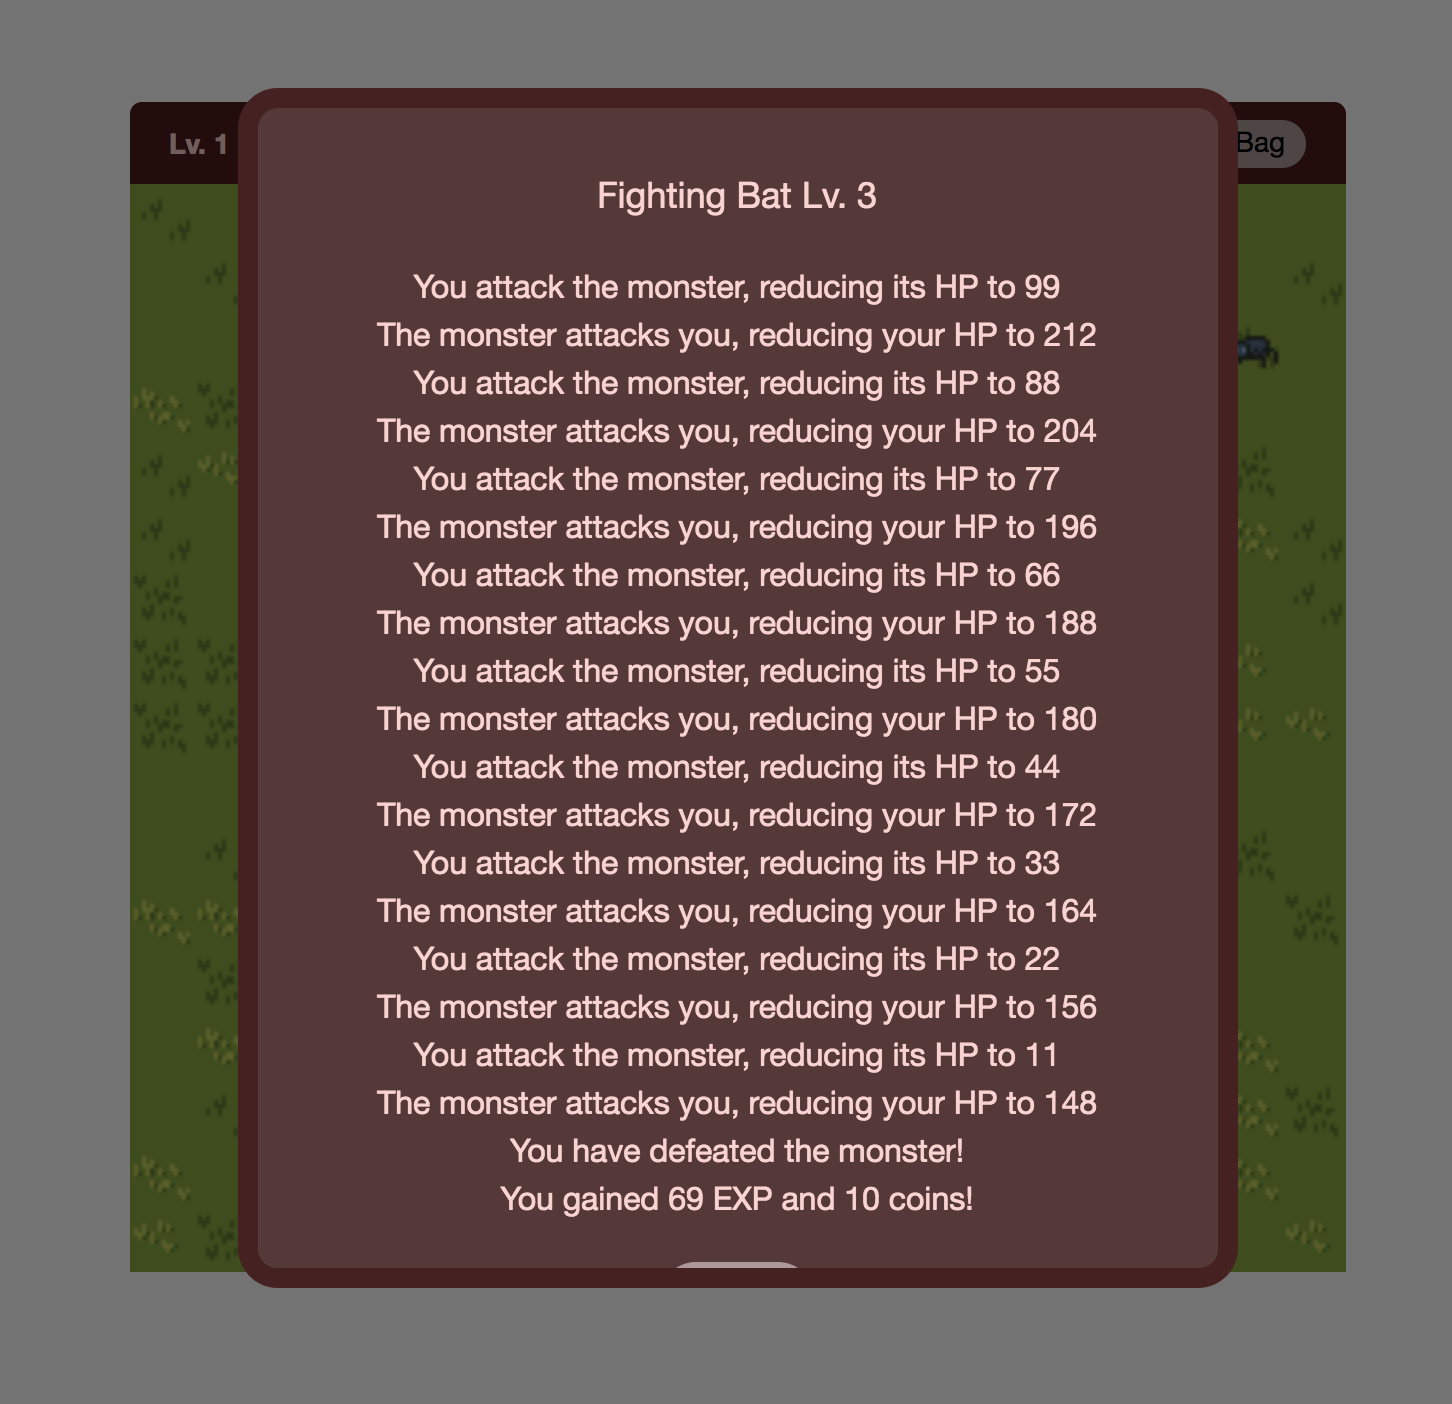 Lv. 1
Bag
Fighting Bat Lv. 3
You attack the monster, reducing its HP to 99
The monster attacks you, reducing your HP to 212
You attack the monster, reducing its HP to 88
The monster attacks you, reducing your HP to 204
You attack the monster, reducing its HP to 77
The monster attacks you, reducing your HP to 196
You attack the monster, reducing its HP to 66
The monster attacks you, reducing your HP to 188
You attack the monster, reducing its HP to 55
The monster attacks you, reducing your HP to 180
You attack the monster, reducing its HP to 44
The monster attacks you, reducing your HP to 172
You attack the monster, reducing its HP to 33
The monster attacks you, reducing your HP to 164
You attack the monster, reducing its HP to 22
The monster attacks you, reducing your HP to 156
You attack the monster, reducing its HP to 11
The monster attacks you, reducing your HP to 148
You have defeated the monster!
You gained 69 EXP and 10 coins!